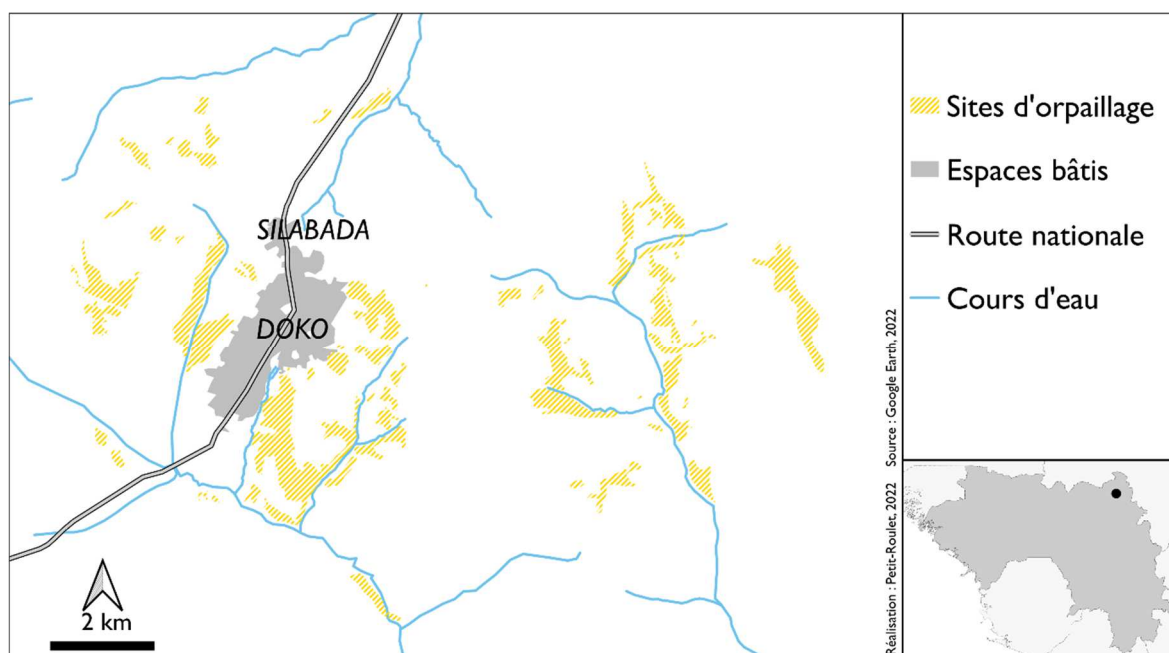 SILABADA
DOKO
2 km
Sites d'orpaillage
Espaces bâtis
Route nationale
Cours d'eau
Source : Google Earth, 2022
Réalisation : Petit-Roulet, 2022